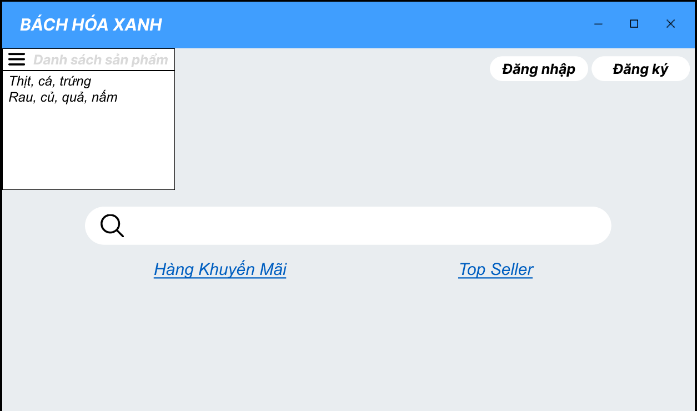 BÁCH HÓA XANH
Danh sách sản phẩm
Thịt, cá, trứng
Rau, củ, quả, nấm
Đăng nhập
Đăng ký
Hàng Khuyến Mãi
Top Seller